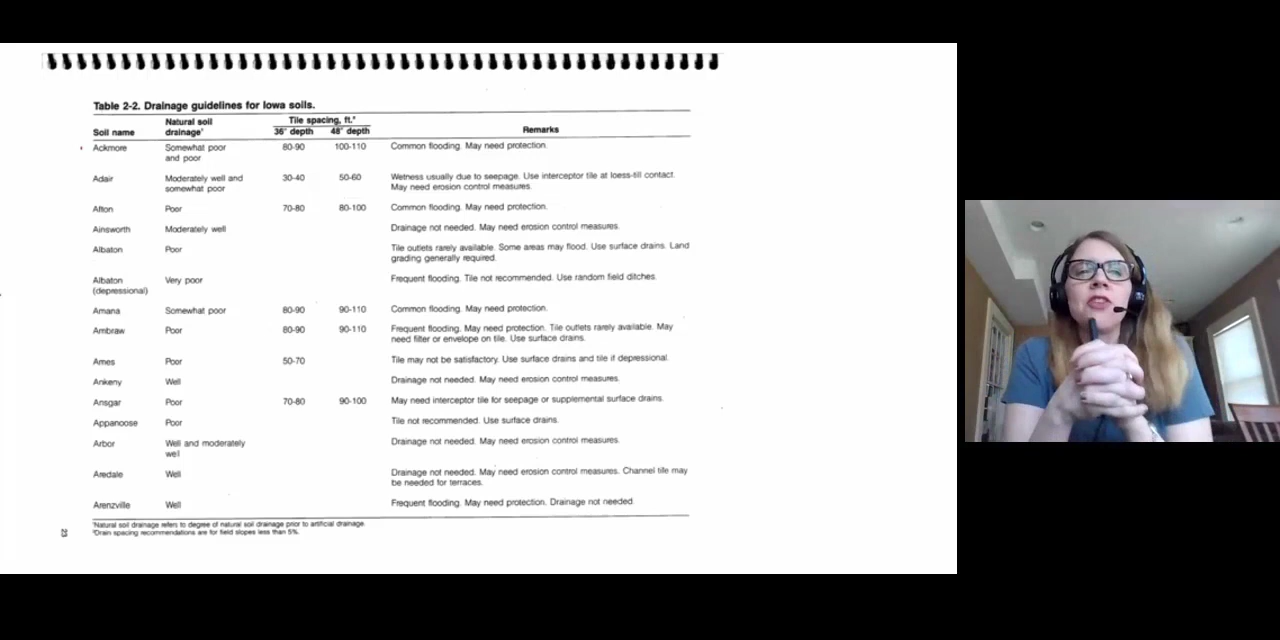 Table 2-2. Drainage guidelines for Iowa soils.
Natural soil Tile spacing, ft.²
Soil name drainage¹ 36" depth 48" depth Remarks
Ackmore Somewhat poor 80-90 100-110 Common flooding. May need protection.
and poor
Adair Moderately well and 30-40 50-60 Wetness usually due to seepage. Use interceptor tile at loess-till contact.
somewhat poor May need erosion control measures.
Afton Poor 70-80 80-100 Common flooding. May need protection.
Ainsworth Moderately well Drainage not needed. May need erosion control measures.
Albaton Poor Tile outlets rarely available. Some areas may flood. Use surface drains. Land
grading generally required.
Albaton Very poor Frequent flooding. Tile not recommended. Use random field ditches.
(depressional)
Amana Somewhat poor 80-90 90-110 Common flooding. May need protection.
Ambraw Poor 80-90 90-110 Frequent flooding. May need protection. Tile outlets rarely available. May
need filter or envelope on tile. Use surface drains.
Ames Poor 50-70 Tile may not be satisfactory. Use surface drains and tile if depressional.
Ankeny Well Drainage not needed. May need erosion control measures.
Ansgar Poor 70-80 90-100 May need interceptor tile for seepage or supplemental surface drains.
Appanoose Poor Tile not recommended. Use surface drains.
Arbor Well and moderately Drainage not needed. May need erosion control measures.
well
Aredale Well Drainage not needed. May need erosion control measures. Channel tile may
be needed for terraces.
Arenzville Well Frequent flooding. May need protection. Drainage not needed.
¹Natural soil drainage refers to degree of natural soil drainage prior to artificial drainage.
²Drain spacing recommendations are for field slopes less than 5%.